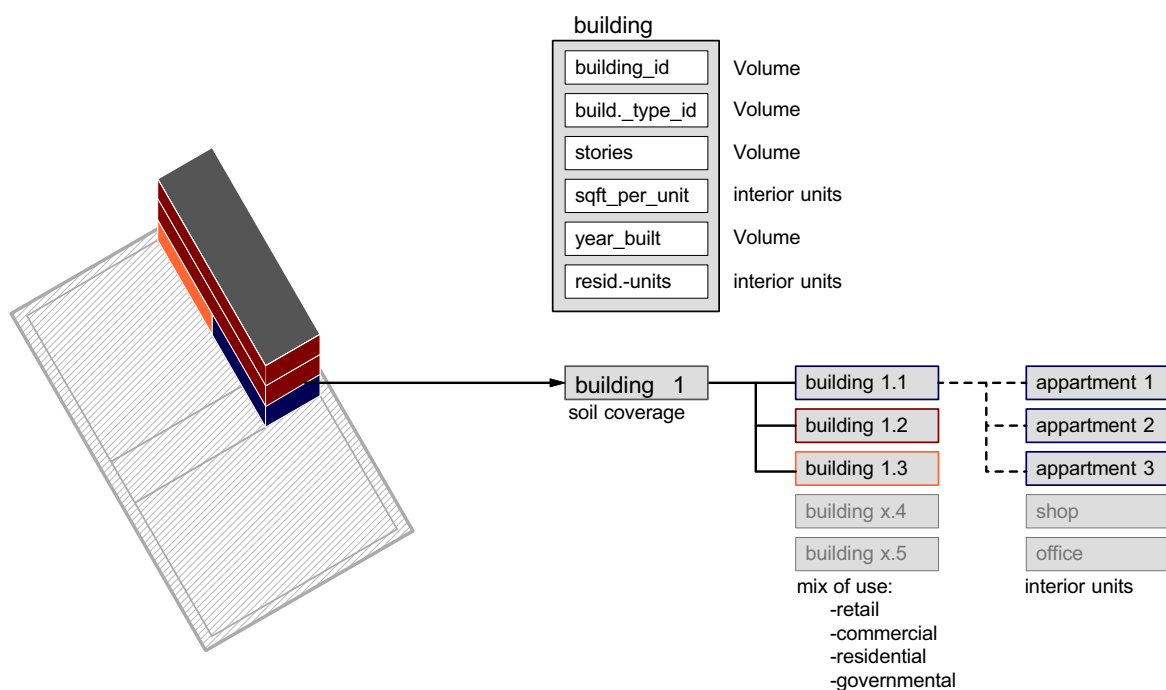 building
building_id Volume
build._type_id Volume
stories Volume
sqft_per_unit interior units
year_built Volume
resid.-units interior units
building 1
soil coverage
building 1.1
building 1.2
building 1.3
building x.4
building x.5
mix of use:
-retail
-commercial
-residential
-governmental
appartment 1
appartment 2
appartment 3
shop
office
interior units